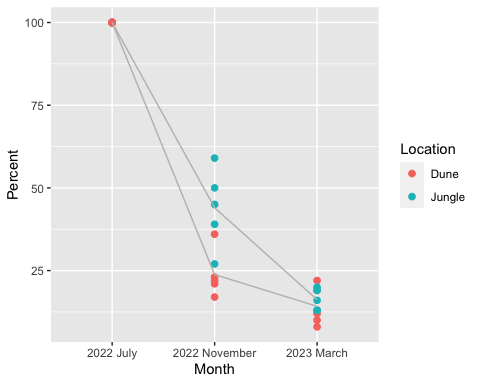 100
75
50
25
Percent
2022 July
2022 November
2023 March
Month
Location
Dune
Jungle